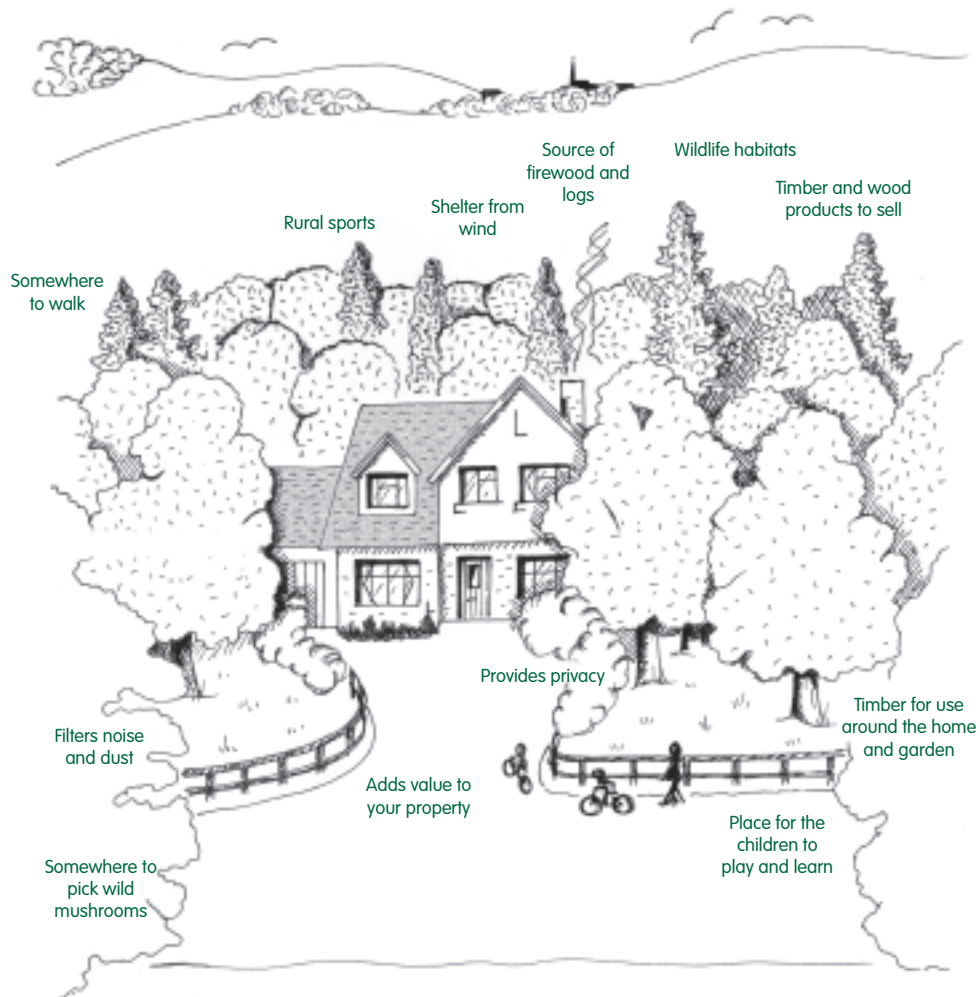 Source of
firewood and
logs
Wildlife habitats
Timber and wood
products to sell
Shelter from
wind
Rural sports
Somewhere
to walk
Provides privacy
Timber for use
around the home
and garden
Filters noise
and dust
Adds value to
your property
Place for the
children to
play and learn
Somewhere to
pick wild
mushrooms